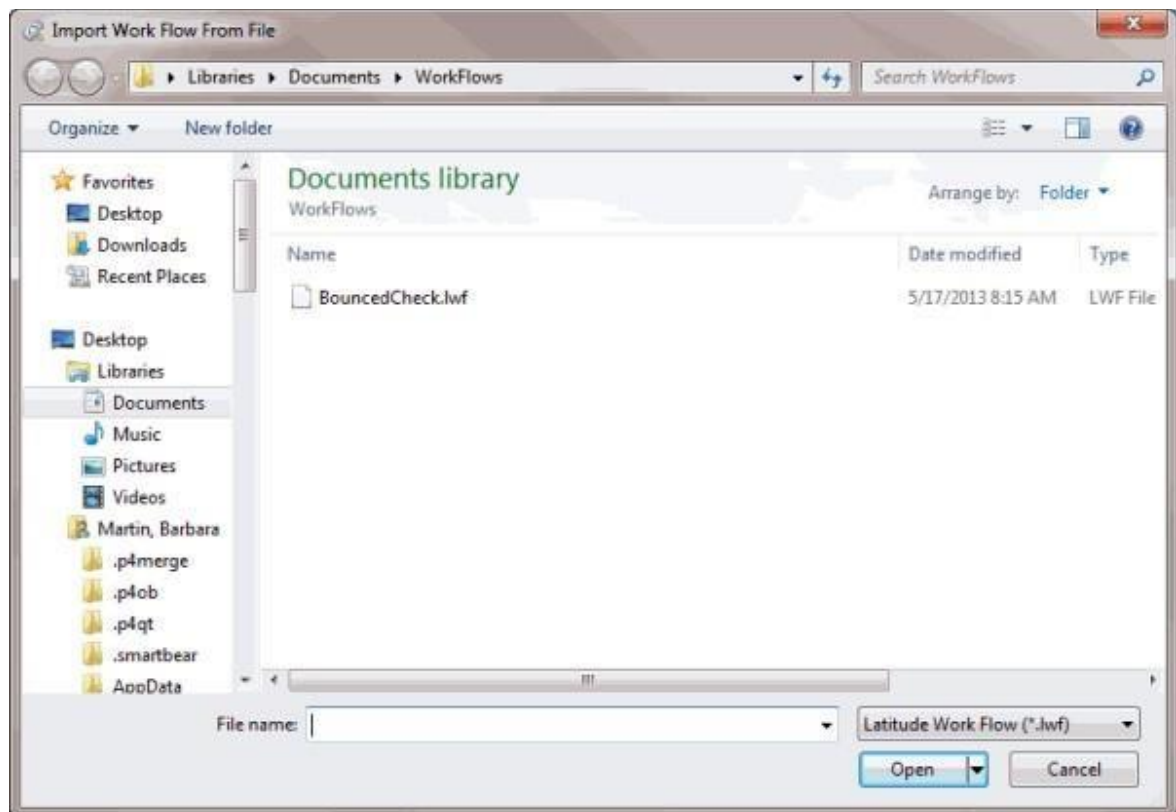 Import Work Flow From File
Libraries Documents WorkFlows
Search WorkFlows
Organize New folder
Favorites
Desktop
Downloads
Recent Places
Desktop
Libraries
Documents
Music
Pictures
Videos
Martin, Barbara
.p4merge
.p4ob
.p4qt
.smartbear
AppData
Documents library
WorkFlows
Arrange by: Folder
Name Date modified Type
BouncedCheck.lwf 5/17/2013 8:15 AM LWF File
File name: Latitude Work Flow (*.lwf)
Open Cancel